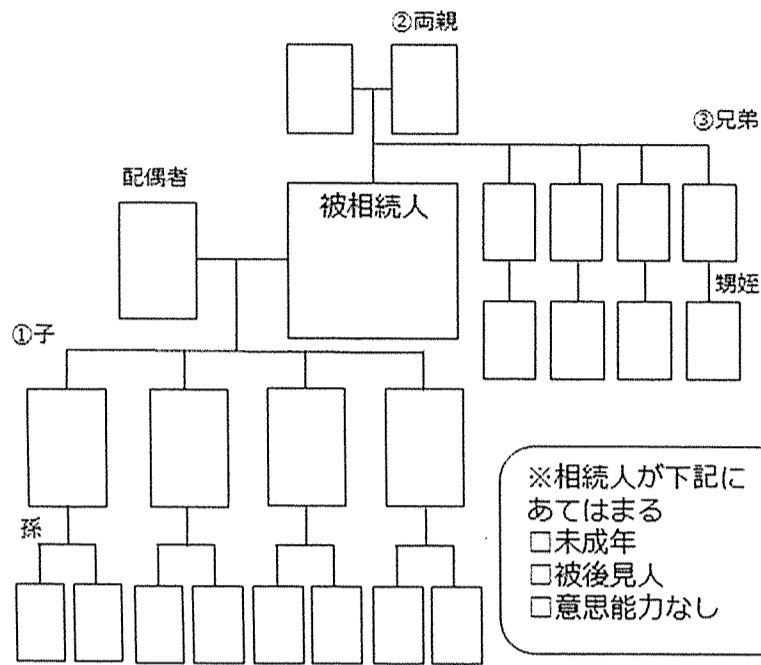 ②両親
③兄弟
配偶者
被相続人
甥姪
①子
孫
※相続人が下記に
あてはまる
□未成年
□被後見人
□意思能力なし